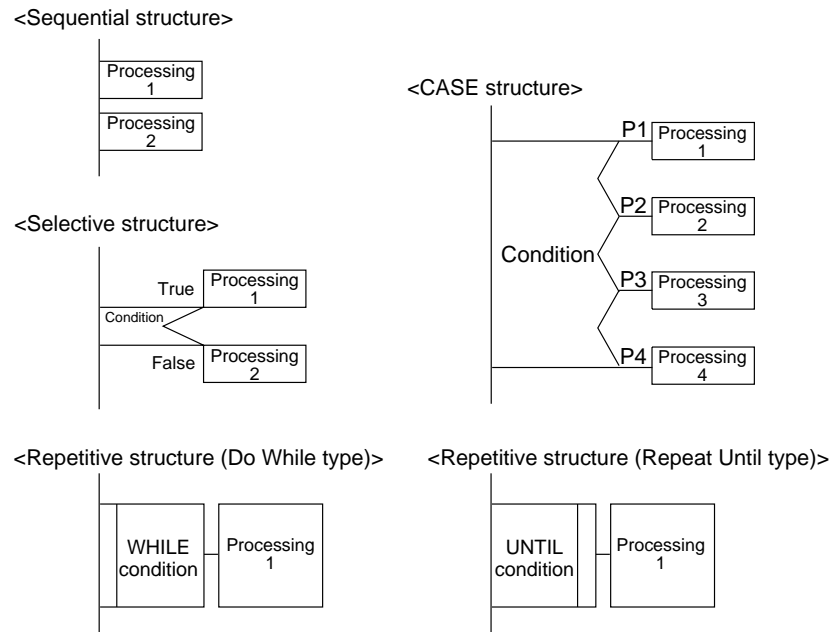 <Sequential structure>
Processing
1
Processing
2
<Selective structure>
True
Processing
1
Condition
False
Processing
2
<CASE structure>
P1
Processing
1
P2
Processing
2
Condition
P3
Processing
3
P4
Processing
4
<Repetitive structure (Do While type)>
WHILE
condition
Processing
1
<Repetitive structure (Repeat Until type)>
UNTIL
condition
Processing
1